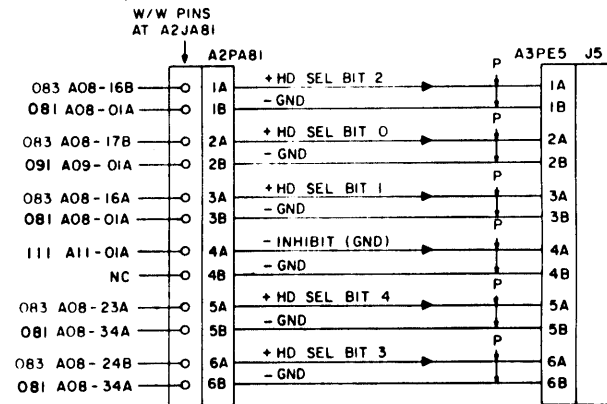 W/W PINS
AT A2JA81
A2PA81 A3PE5 J5
P
083 A08-16B 1A +HD SEL BIT 2 1A
081 A08-01A 1B -GND 1B
P
083 A08-17B 2A +HD SEL BIT 0 2A
091 A09-01A 2B -GND 2B
P
083 A08-16A 3A +HD SEL BIT 1 3A
081 A08-01A 3B -GND 3B
P
111 A11-01A 4A -INHIBIT (GND) 4A
NC 4B -GND 4B
P
083 A08-23A 5A +HD SEL BIT 4 5A
081 A08-34A 5B -GND 5B
P
083 A08-24B 6A +HD SEL BIT 3 6A
081 A08-34A 6B -GND 6B